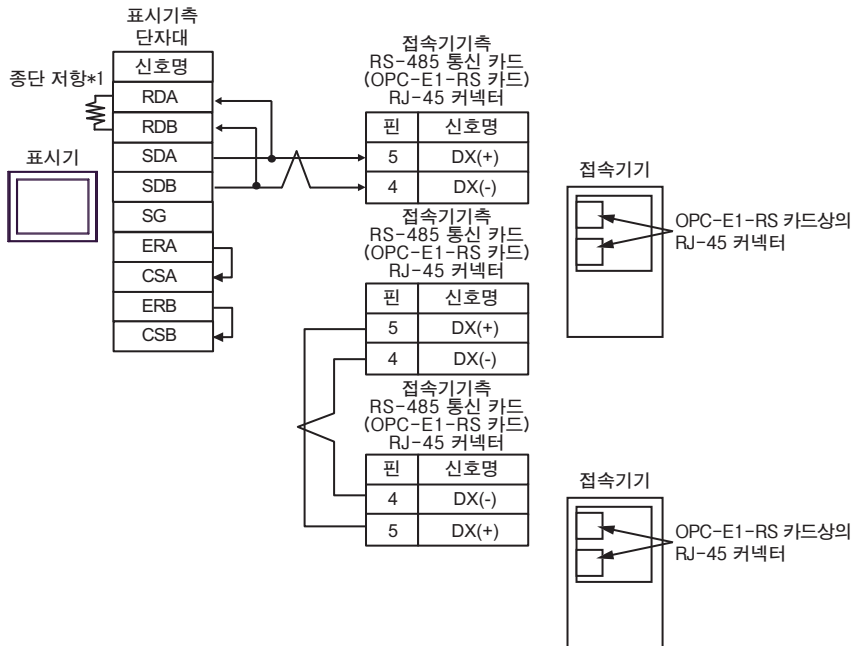 표시기측
단자대
신호명
종단 저항*1
RDA
RDB
SDA
SDB
SG
ERA
CSA
ERB
CSB
표시기
접속기기측
RS-485 통신 카드
(OPC-E1-RS 카드)
RJ-45 커넥터
핀 신호명
5 DX(+)
4 DX(-)
접속기기측
RS-485 통신 카드
(OPC-E1-RS 카드)
RJ-45 커넥터
핀 신호명
5 DX(+)
4 DX(-)
접속기기측
RS-485 통신 카드
(OPC-E1-RS 카드)
RJ-45 커넥터
핀 신호명
4 DX(-)
5 DX(+)
접속기기
OPC-E1-RS 카드상의
RJ-45 커넥터
접속기기
OPC-E1-RS 카드상의
RJ-45 커넥터